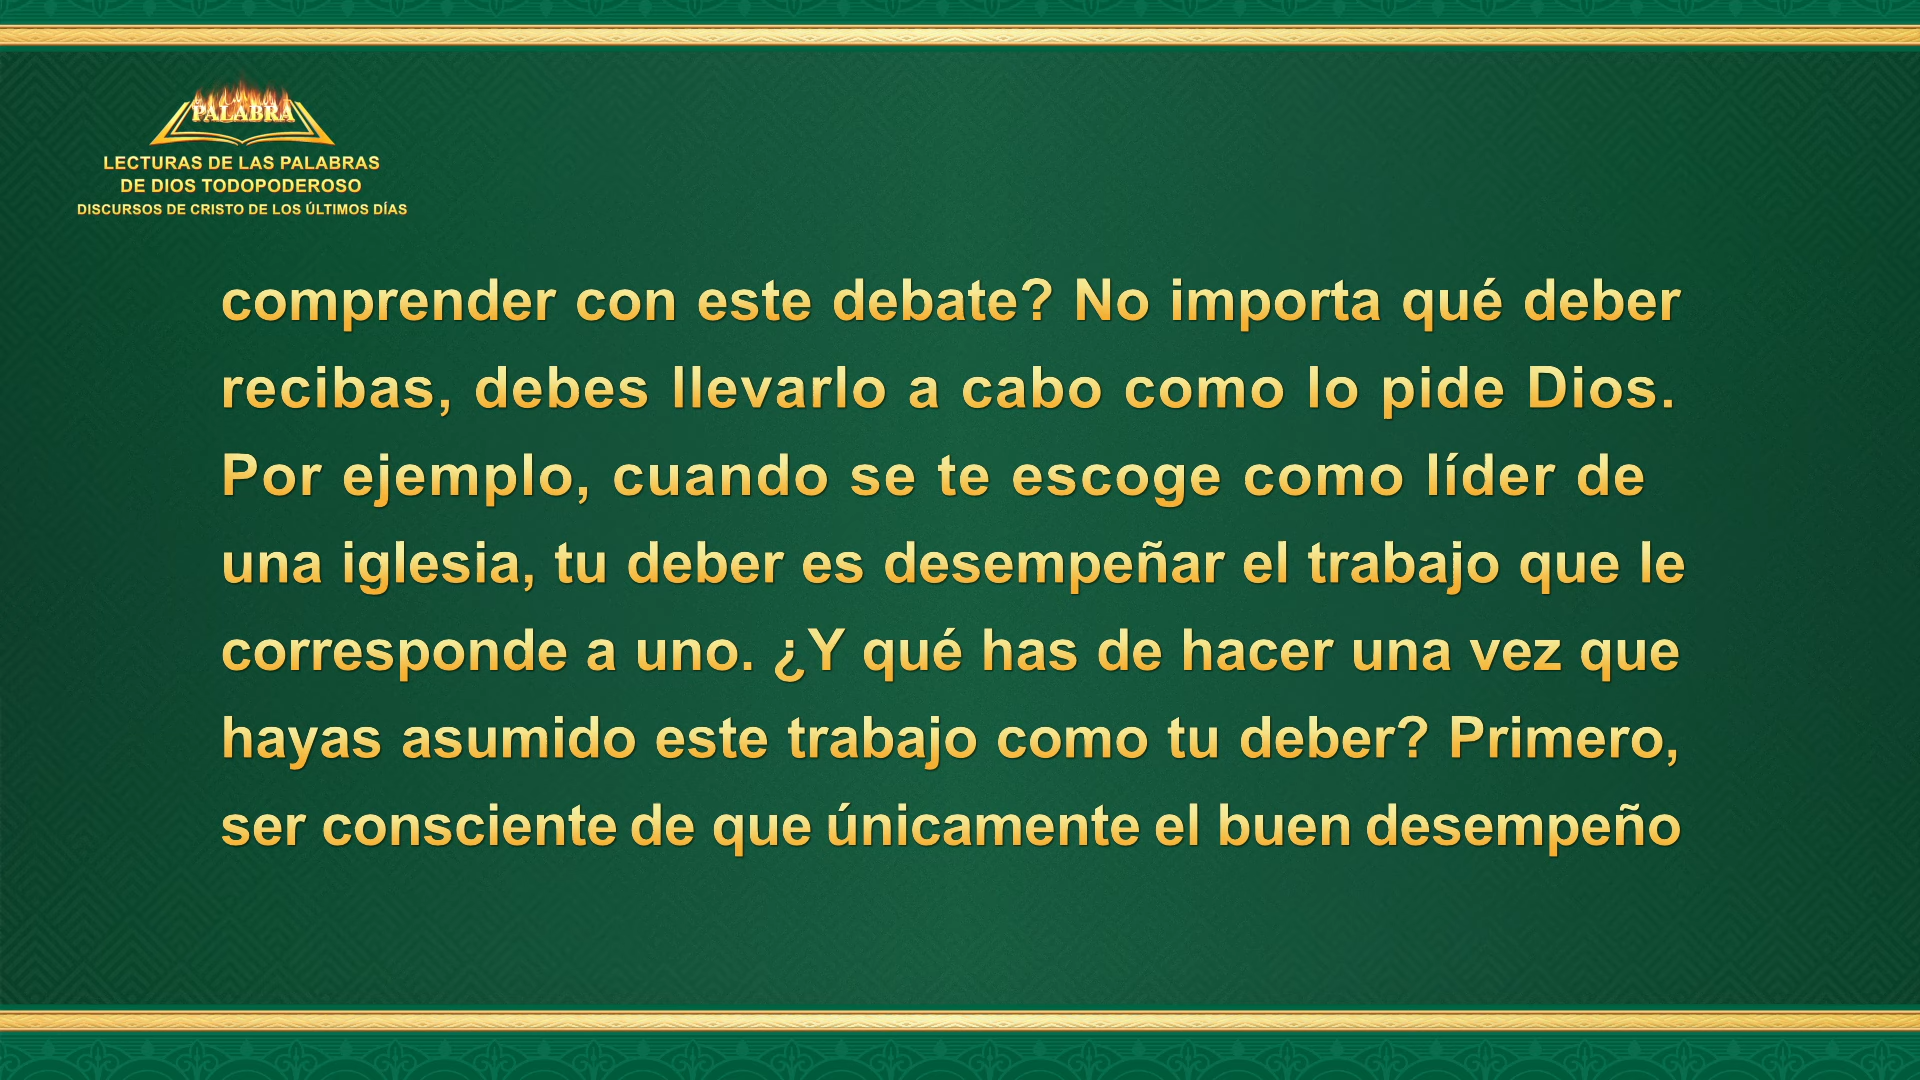 PALABRA
LECTURAS DE LAS PALABRAS
DE DIOS TODOPODEROSO
DISCURSOS DE CRISTO DE LOS ÚLTIMOS DÍAS
comprender con este debate? No importa qué deber
recibas, debes llevarlo a cabo como lo pide Dios.
Por ejemplo, cuando se te escoge como líder de
una iglesia, tu deber es desempeñar el trabajo que le
corresponde a uno. ¿Y qué has de hacer una vez que
hayas asumido este trabajo como tu deber? Primero,
ser consciente de que únicamente el buen desempeño